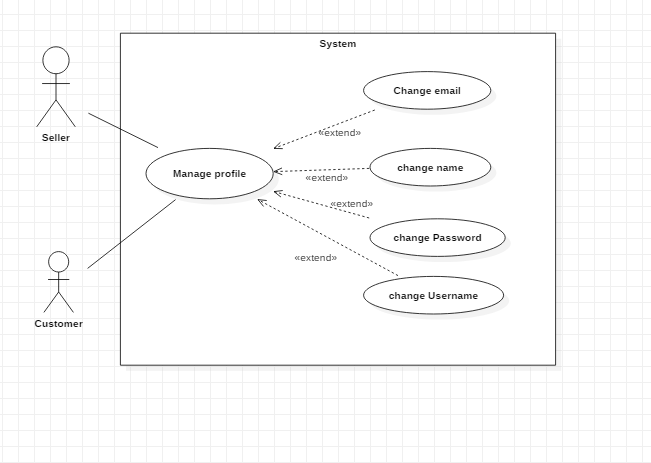 System
Change email
Seller
«extend»
Manage profile
change name
«extend»
«extend»
change Password
«extend»
change Username
Customer